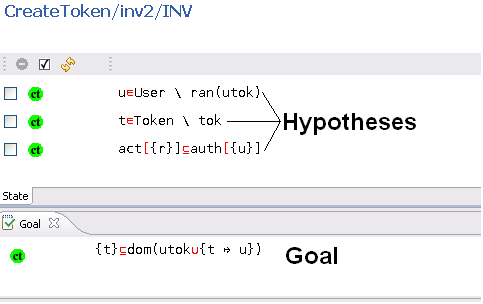 CreateToken/inv2/INV
ct u∈User \ ran(utok)
ct t∈Token \ tok
Hypotheses
ct act[{r}]⊆auth[{u}]
State
Goal
ct {t}⊆dom(utok∪{t ↦ u})
Goal